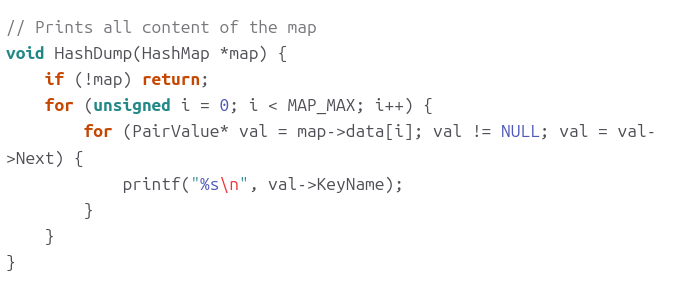 // Prints all content of the map
void HashDump(HashMap *map) {
    if (!map) return;
    for (unsigned i = 0; i < MAP_MAX; i++) {
        for (PairValue* val = map->data[i]; val != NULL; val = val-
>Next) {
            printf("%s\n", val->KeyName);
        }
    }
}